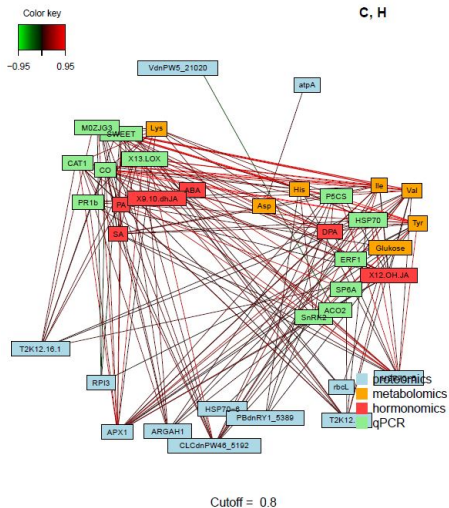 C, H
Color key
−0.95 0.95
VdnPW5_21020
atpA
M0ZJG3
SWEET
Lys
X13.LOX
CAT1
CO
Ile
ABA
His
Val
X9.10.dhJA
P5CS
PR1b
PA
Asp
HSP70
Tyr
SA
DPA
Glukose
ERF1
X12.OH.JA
SP6A
ACO2
SnRK2
T2K12.16.1
RPI3
rbcL
proteomics
metabolomics
hormonomics
qPCR
HSP70−8
PBdnRY1_5389
T2K12.
APX1
ARGAH1
CLCdnPW46_5192
Cutoff = 0.8